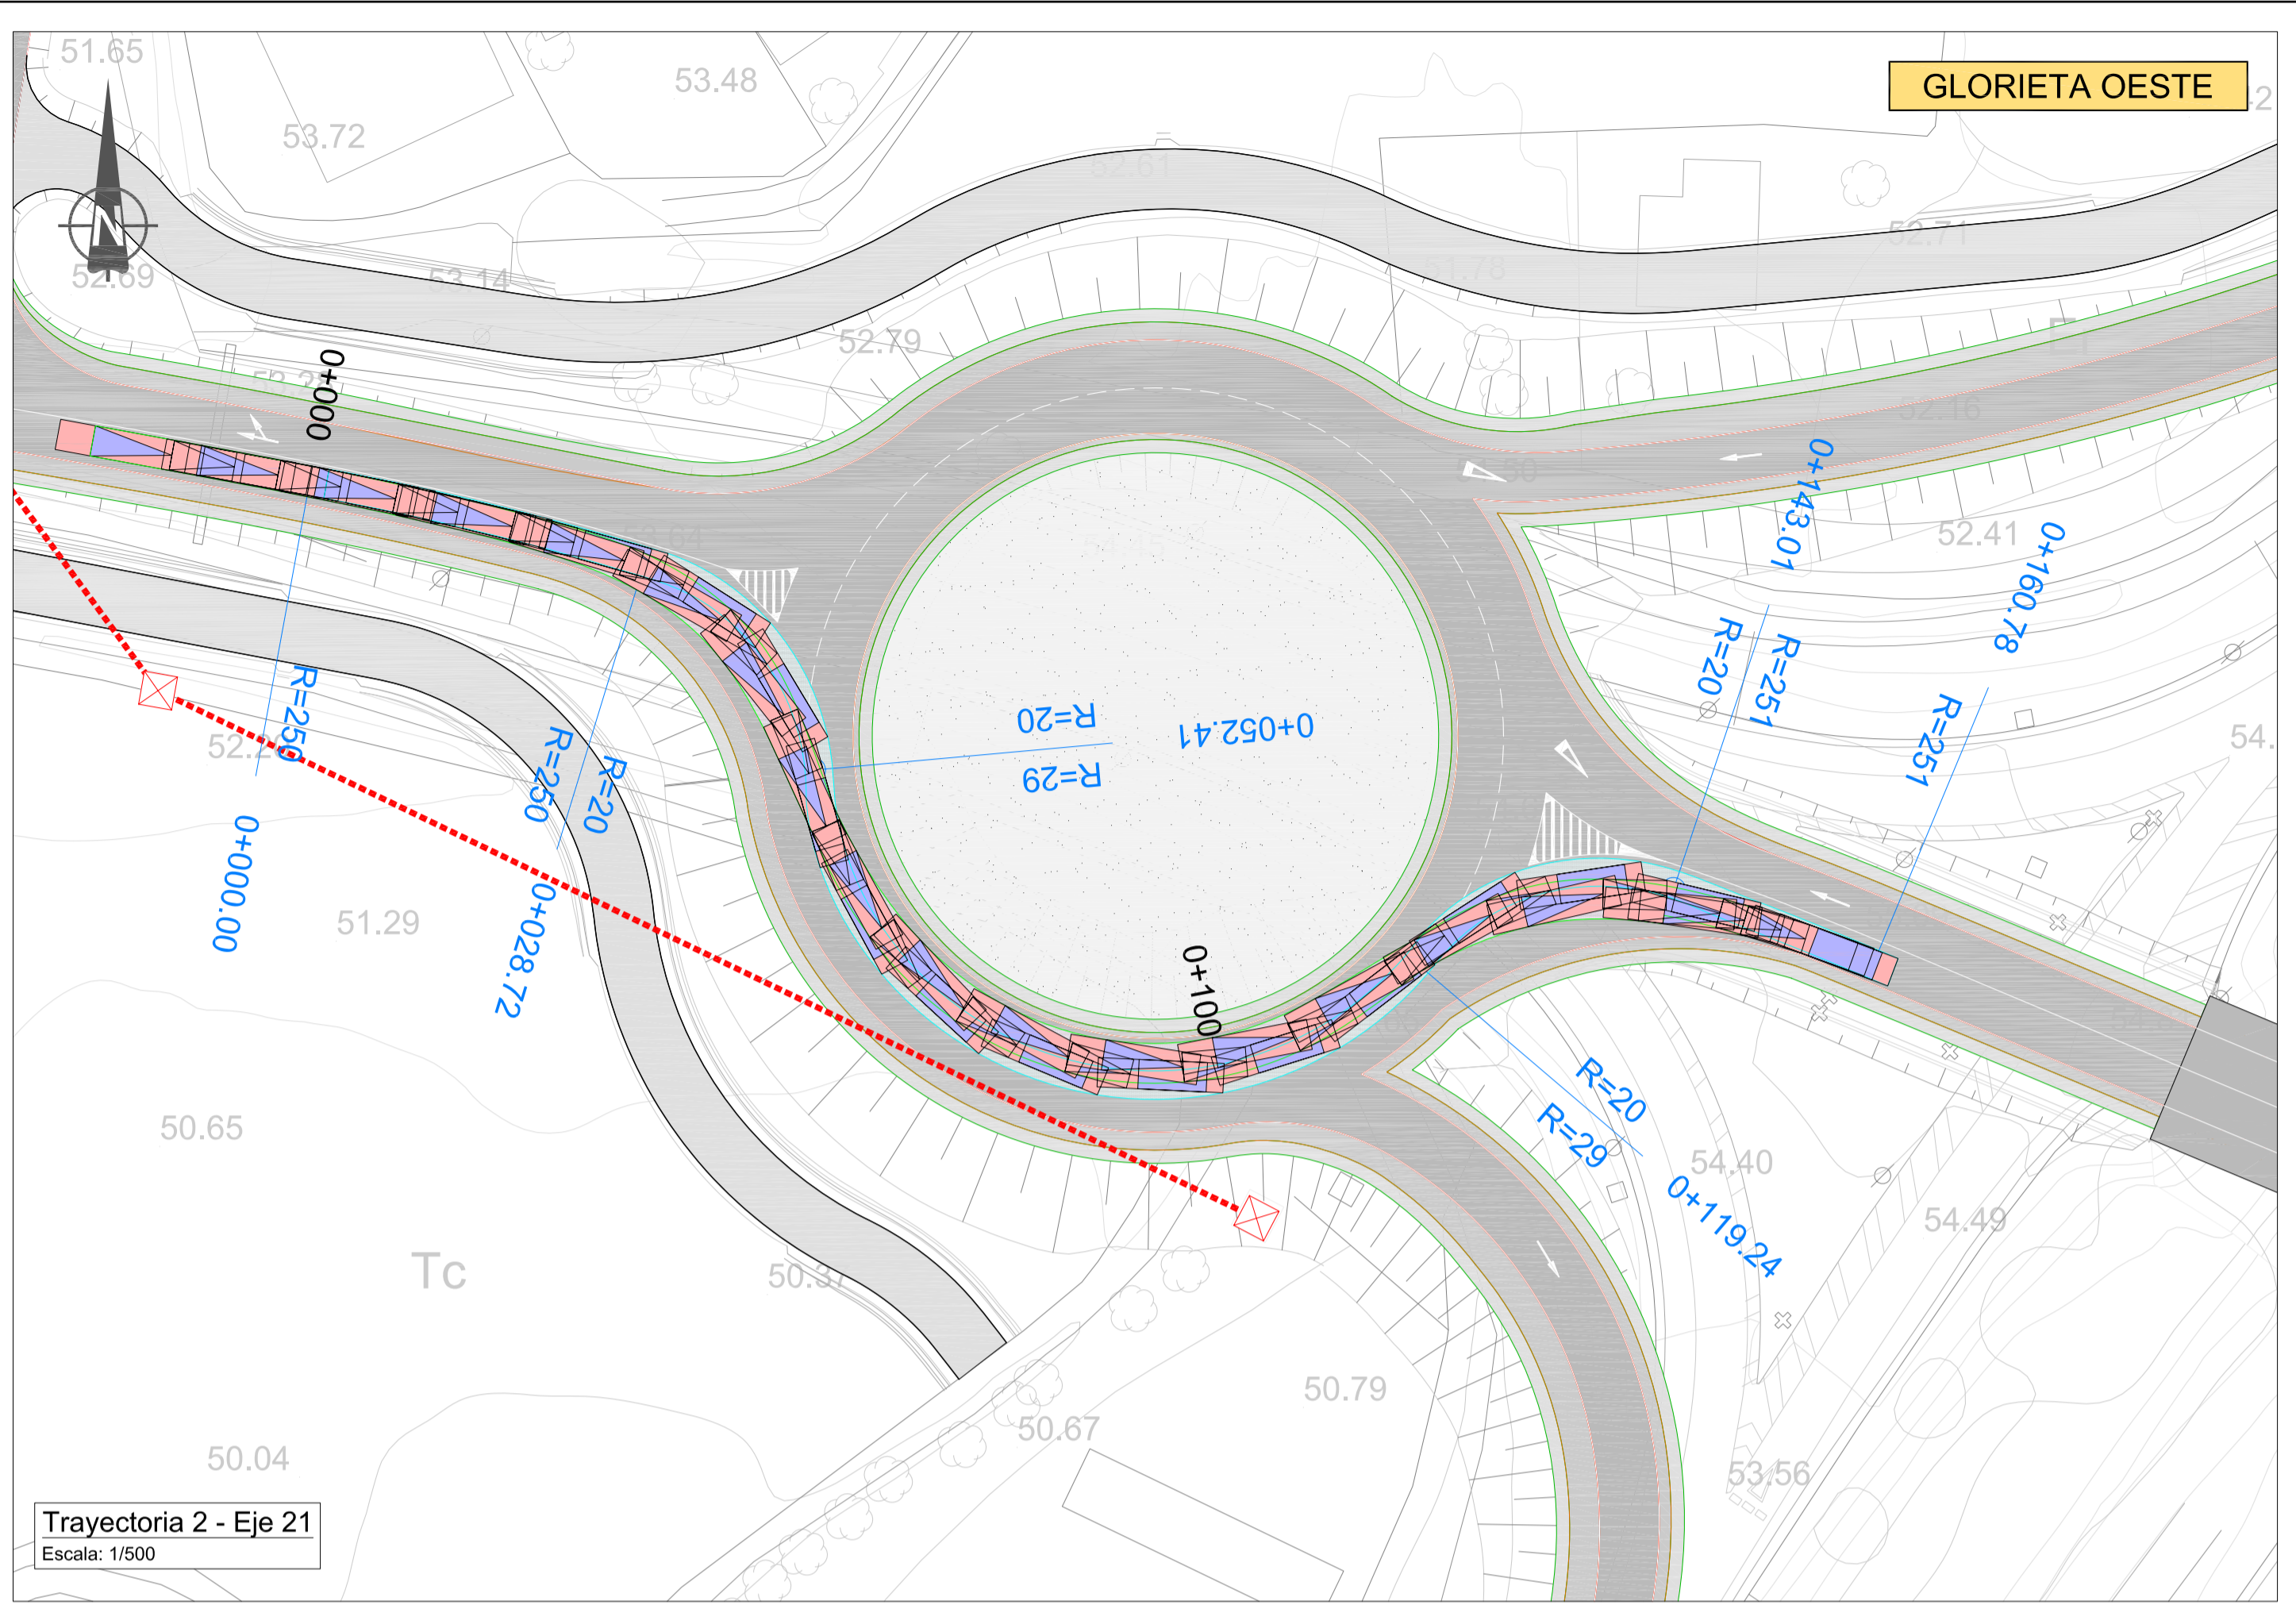 51.65
53.48
GLORIETA OESTE
53.72
52.61
N
52.69
53.14
52.71
51.78
52.79
0+000
52.16
0+143.01
52.41
0+160.78
R=20
R=251
R=251
R=250
R=20
0+052.41
R=29
R=250
R=20
54.
0+000.00
51.29
0+028.72
0+100
R=20
R=29
50.65
54.40
0+119.24
54.49
Tc
50.37
50.79
50.67
50.04
53.56
Trayectoria 2 - Eje 21
Escala: 1/500